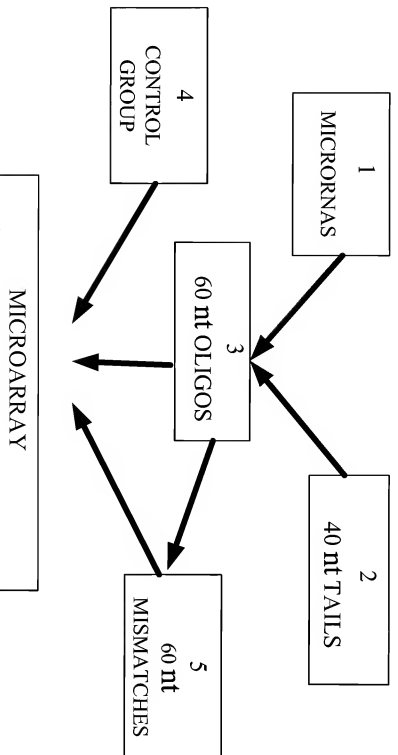 1
MICRORNAS
2
40 nt TAILS
3
60 nt OLIGOS
4
CONTROL
GROUP
5
60 nt
MISMATCHES
MICROARRAY